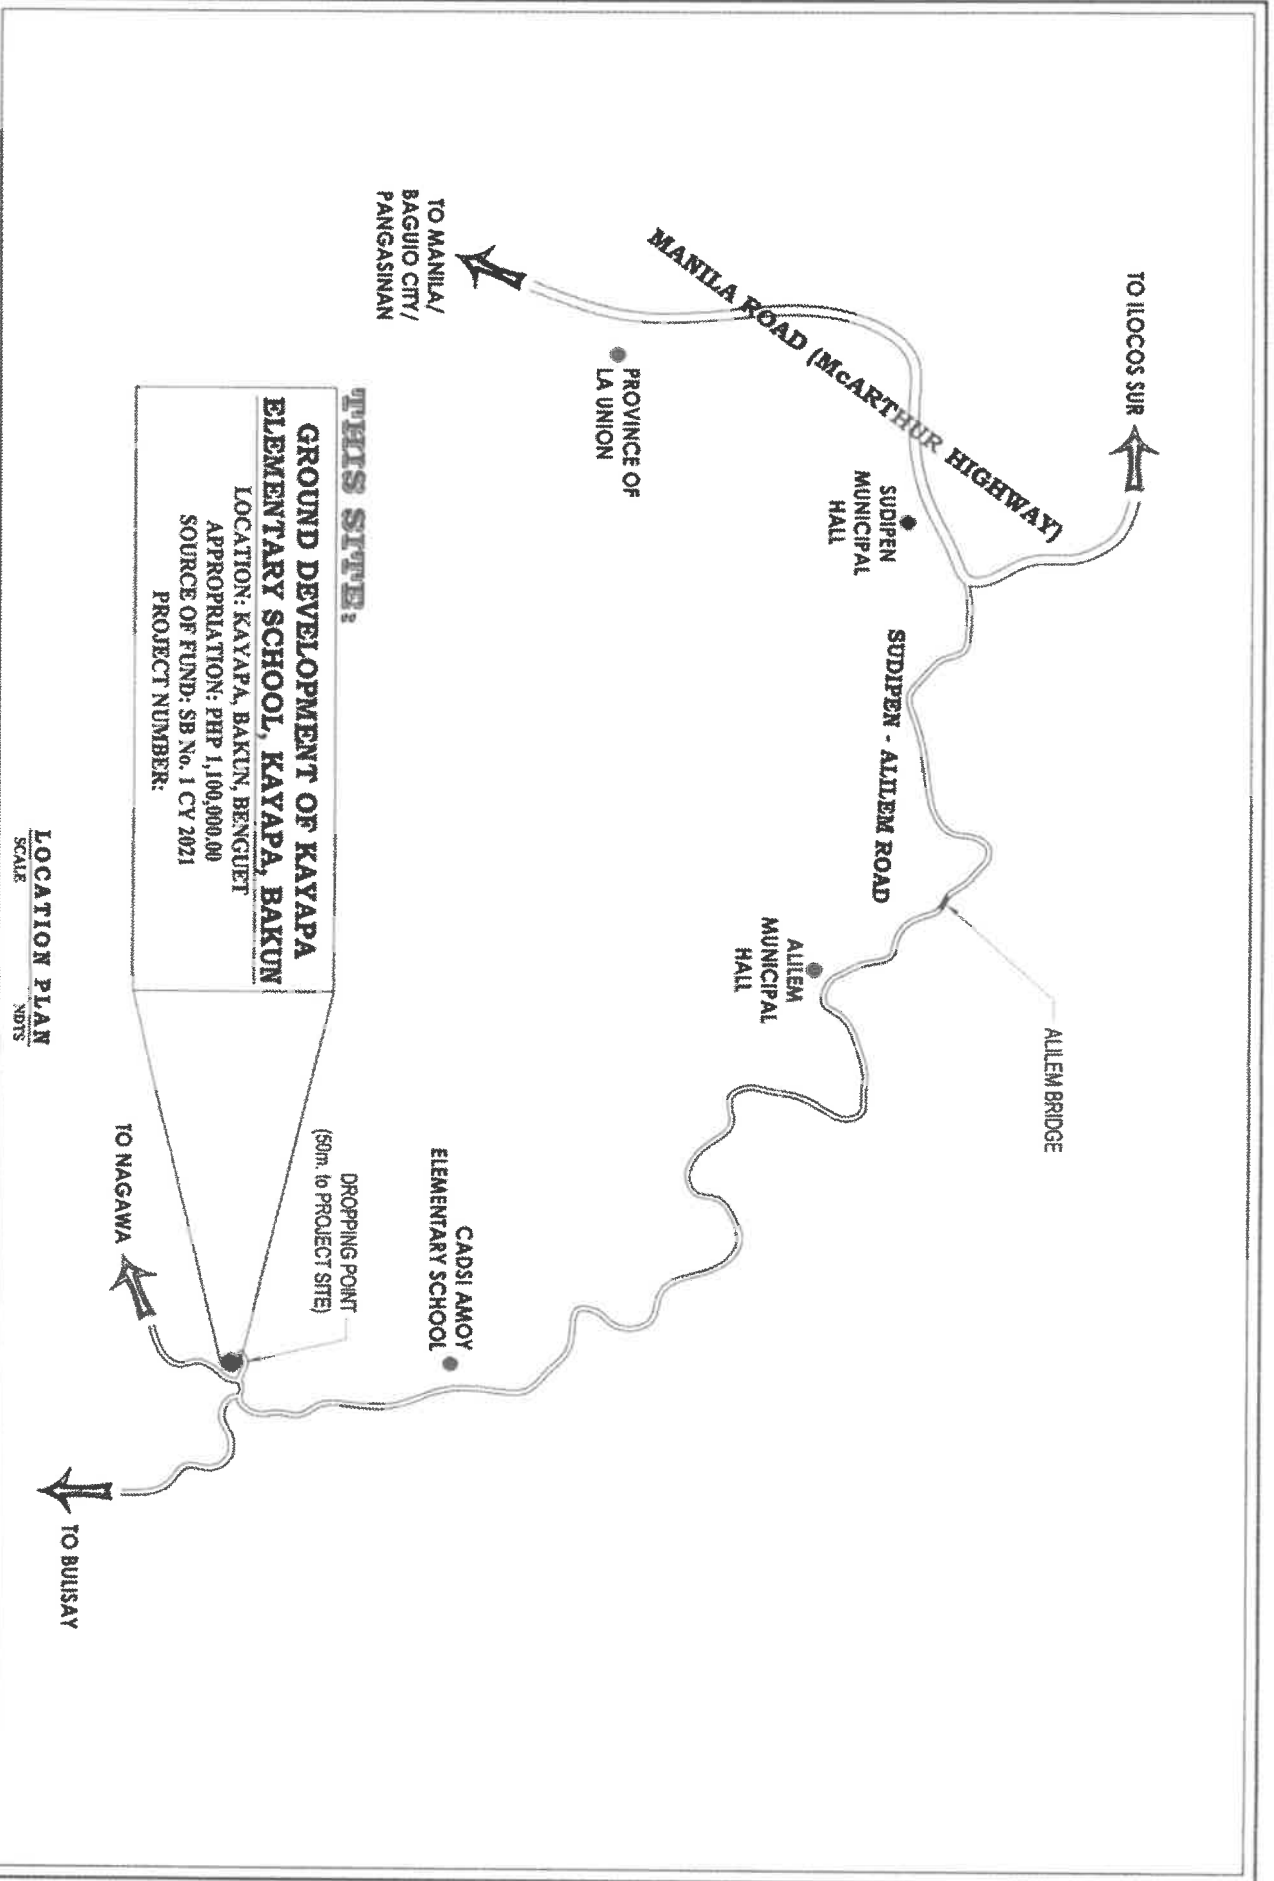 TO ILOCOS SUR
MANILA ROAD (McARTHUR HIGHWAY)
TO MANILA/
BAGUIO CITY/
PANGASINAN
PROVINCE OF
LA UNION
SUDIPEN
MUNICIPAL
HALL
SUDIPEN - ALILEM ROAD
ALILEM BRIDGE
ALILEM
MUNICIPAL
HALL
CADSI AMOY
ELEMENTARY SCHOOL
DROPPING POINT
(50m. to PROJECT SITE)
THIS SITE:
GROUND DEVELOPMENT OF KAYAPA
ELEMENTARY SCHOOL, KAYAPA, BAKUN
LOCATION: KAYAPA, BAKUN, BENGUET
APPROPRIATION: PHP 1,100,000.00
SOURCE OF FUND: SB No. 1 CY 2021
PROJECT NUMBER:
TO NAGAWA
TO BULISAY
LOCATION PLAN
SCALE NDTS